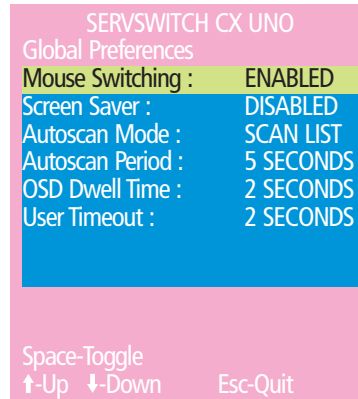 SERVSWITCH CX UNO
Global Preferences
Mouse Switching : ENABLED
Screen Saver : DISABLED
Autoscan Mode : SCAN LIST
Autoscan Period : 5 SECONDS
OSD Dwell Time : 2 SECONDS
User Timeout : 2 SECONDS
Space-Toggle
⬆-Up ⬇-Down Esc-Quit